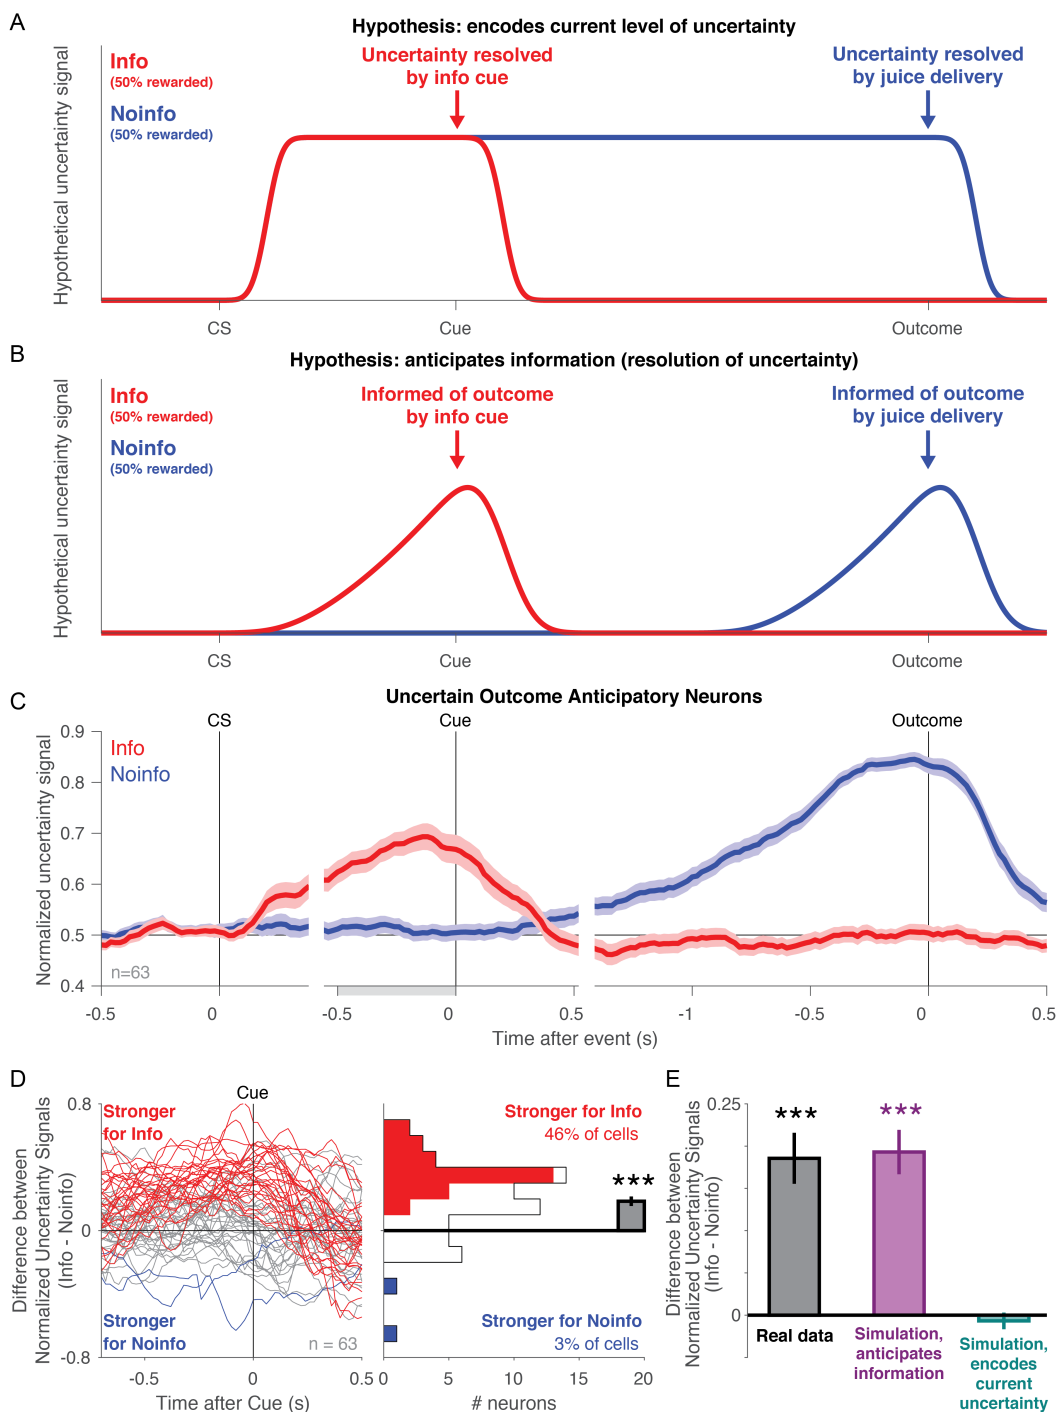 A
Hypothesis: encodes current level of uncertainty
Hypothetical uncertainty signal
Info
(50% rewarded)
Noinfo
(50% rewarded)
Uncertainty resolved
by info cue
Uncertainty resolved
by juice delivery
CS
Cue
Outcome
B
Hypothesis: anticipates information (resolution of uncertainty)
Hypothetical uncertainty signal
Info
(50% rewarded)
Noinfo
(50% rewarded)
Informed of outcome
by info cue
Informed of outcome
by juice delivery
CS
Cue
Outcome
C
Uncertain Outcome Anticipatory Neurons
CS
Cue
Outcome
Normalized uncertainty signal
0.9
0.8
0.7
0.6
0.5
0.4
Info
Noinfo
n=63
-0.5
0
-0.5
0
0.5
-1
-0.5
0
0.5
Time after event (s)
D
Cue
Difference between
Normalized Uncertainty Signals
(Info - Noinfo)
0.8
0
-0.8
Stronger
for Info
Stronger
for Noinfo
n = 63
-0.5
0
0.5
Time after Cue (s)
Stronger for Info
46% of cells
***
Stronger for Noinfo
3% of cells
0
5
10
15
20
# neurons
E
Difference between
Normalized Uncertainty Signals
(Info - Noinfo)
0.25
0
***
***
Real data
Simulation,
anticipates
information
Simulation,
encodes
current
uncertainty